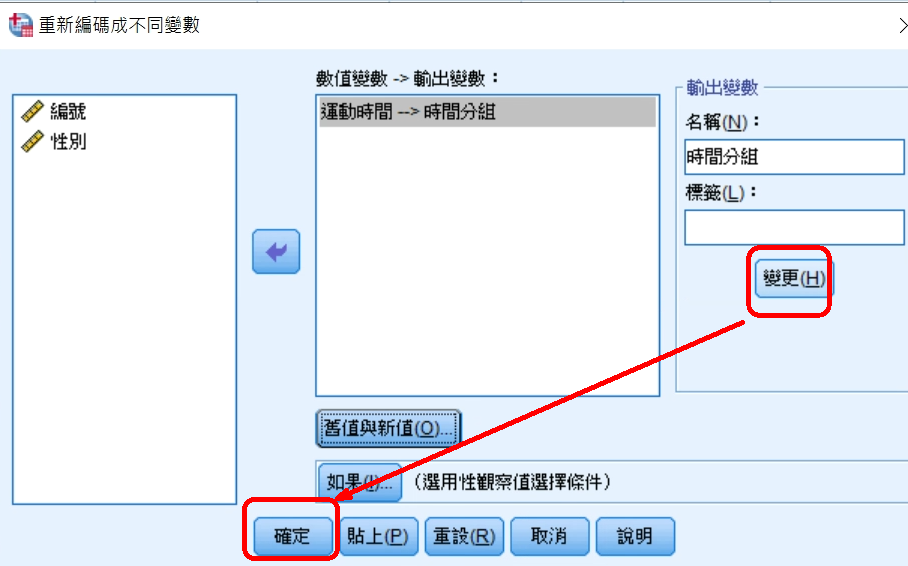 重新編碼成不同變數
編號
性別
數值變數 -> 輸出變數：
運動時間 --> 時間分組
輸出變數
名稱(N)：
時間分組
標籤(L)：
變更(H)
舊值與新值(O)...
如果(I)...
（選用性觀察值選擇條件）
確定
貼上(P)
重設(R)
取消
說明